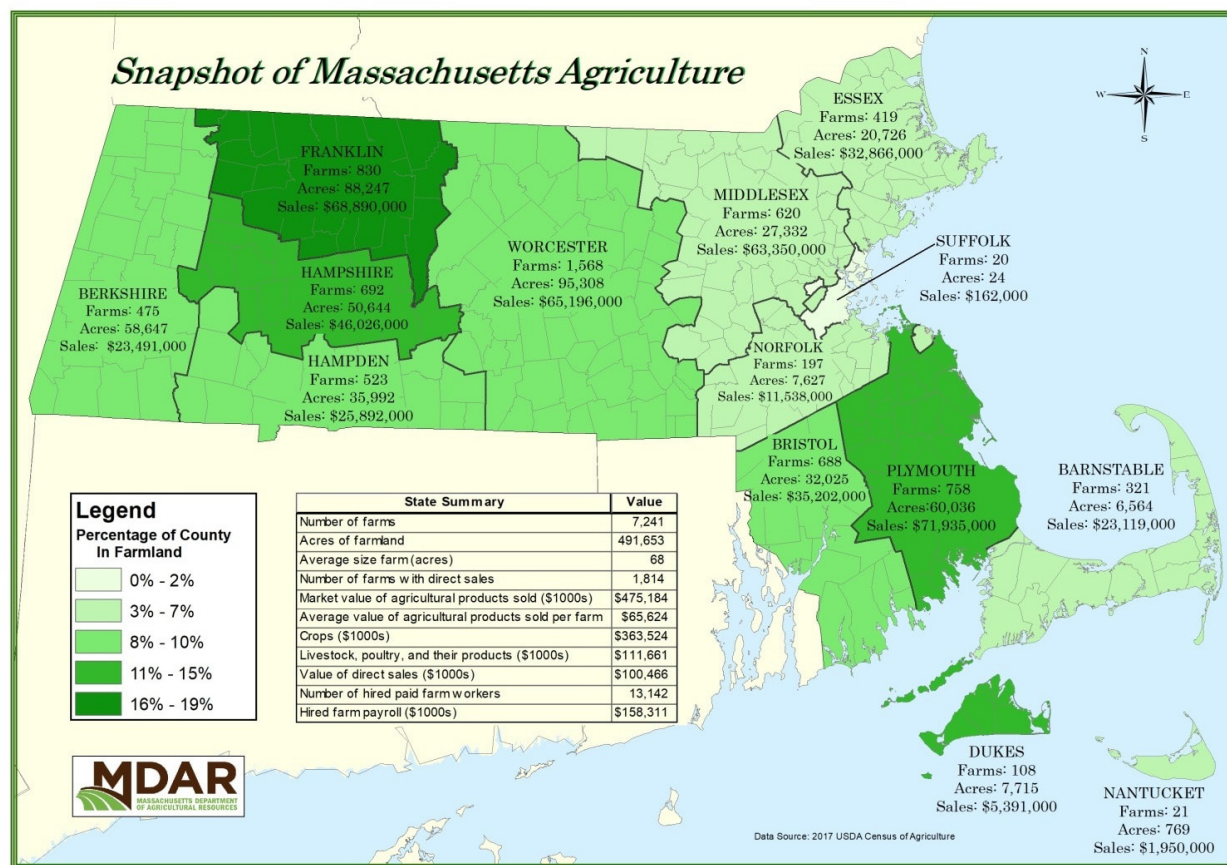 Snapshot of Massachusetts Agriculture
N
W E
S
ESSEX
Farms: 419
Acres: 20,726
Sales: $32,866,000
FRANKLIN
Farms: 830
Acres: 88,247
Sales: $68,890,000
MIDDLESEX
Farms: 620
Acres: 27,332
Sales: $63,350,000
SUFFOLK
Farms: 20
Acres: 24
Sales: $162,000
WORCESTER
Farms: 1,568
Acres: 95,308
Sales: $65,196,000
HAMPSHIRE
Farms: 692
Acres: 50,644
Sales: $46,026,000
BERKSHIRE
Farms: 475
Acres: 58,647
Sales: $23,491,000
HAMPDEN
Farms: 523
Acres: 35,992
Sales: $25,892,000
NORFOLK
Farms: 197
Acres: 7,627
Sales: $11,538,000
BRISTOL
Farms: 688
Acres: 32,025
Sales: $35,202,000
PLYMOUTH
Farms: 758
Acres:60,036
Sales: $71,935,000
BARNSTABLE
Farms: 321
Acres: 6,564
Sales: $23,119,000
Legend
Percentage of County
In Farmland
0% - 2%
3% - 7%
8% - 10%
11% - 15%
16% - 19%
State Summary Value
Number of farms 7,241
Acres of farmland 491,653
Average size farm (acres) 68
Number of farms with direct sales 1,814
Market value of agricultural products sold ($1000s) $475,184
Average value of agricultural products sold per farm $65,624
Crops ($1000s) $363,524
Livestock, poultry, and their products ($1000s) $111,661
Value of direct sales ($1000s) $100,466
Number of hired paid farm workers 13,142
Hired farm payroll ($1000s) $158,311
DUKES
Farms: 108
Acres: 7,715
Sales: $5,391,000
NANTUCKET
Farms: 21
Acres: 769
Sales: $1,950,000
MDAR
MASSACHUSETTS DEPARTMENT
OF AGRICULTURAL RESOURCES
Data Source: 2017 USDA Census of Agriculture